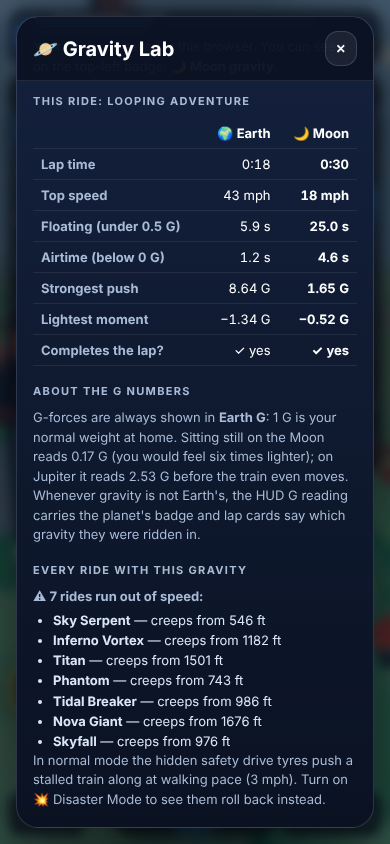 🪐 Gravity Lab
×
THIS RIDE: LOOPING ADVENTURE
🌍 Earth 🌙 Moon
Lap time 0:18 0:30
Top speed 43 mph 18 mph
Floating (under 0.5 G) 5.9 s 25.0 s
Airtime (below 0 G) 1.2 s 4.6 s
Strongest push 8.64 G 1.65 G
Lightest moment −1.34 G −0.52 G
Completes the lap? ✓ yes ✓ yes
ABOUT THE G NUMBERS
G-forces are always shown in Earth G: 1 G is your
normal weight at home. Sitting still on the Moon
reads 0.17 G (you would feel six times lighter); on
Jupiter it reads 2.53 G before the train even moves.
Whenever gravity is not Earth's, the HUD G reading
carries the planet's badge and lap cards say which
gravity they were ridden in.
EVERY RIDE WITH THIS GRAVITY
⚠ 7 rides run out of speed:
• Sky Serpent — creeps from 546 ft
• Inferno Vortex — creeps from 1182 ft
• Titan — creeps from 1501 ft
• Phantom — creeps from 743 ft
• Tidal Breaker — creeps from 986 ft
• Nova Giant — creeps from 1676 ft
• Skyfall — creeps from 976 ft
In normal mode the hidden safety drive tyres push a
stalled train along at walking pace (3 mph). Turn on
💥 Disaster Mode to see them roll back instead.